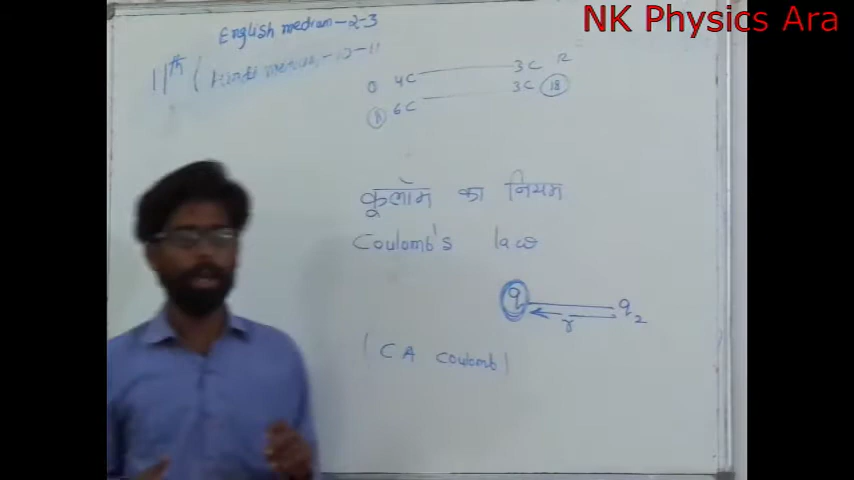 NK Physics Ara
English medium-2-3
11th (
0 4C 3C 12
6C 3C 18
कूलॉम का नियम
Coulomb's law
q q2
r
CA Coulomb